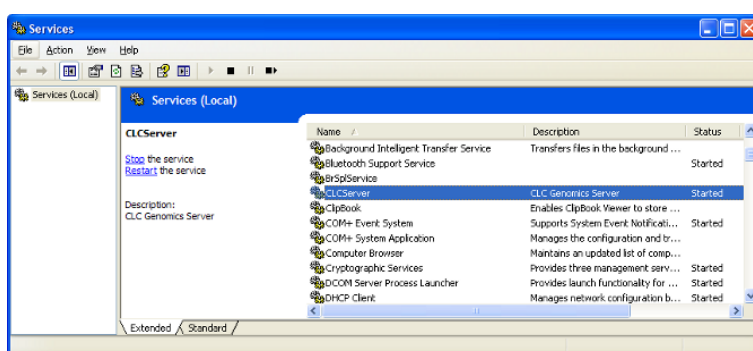 Services
File Action View Help
Services (Local)
Services (Local)
CLCServer
Stop the service
Restart the service
Description:
CLC Genomics Server
Name Description Status
Background Intelligent Transfer Service Transfers files in the background ...
Bluetooth Support Service Started
BrSplService
CLCServer CLC Genomics Server Started
ClipBook Enables ClipBook Viewer to store ...
COM+ Event System Supports System Event Notificati... Started
COM+ System Application Manages the configuration and tr...
Computer Browser Maintains an updated list of comp...
Cryptographic Services Provides three management serv... Started
DCOM Server Process Launcher Provides launch functionality for ... Started
DHCP Client Manages network configuration b... Started
Extended Standard